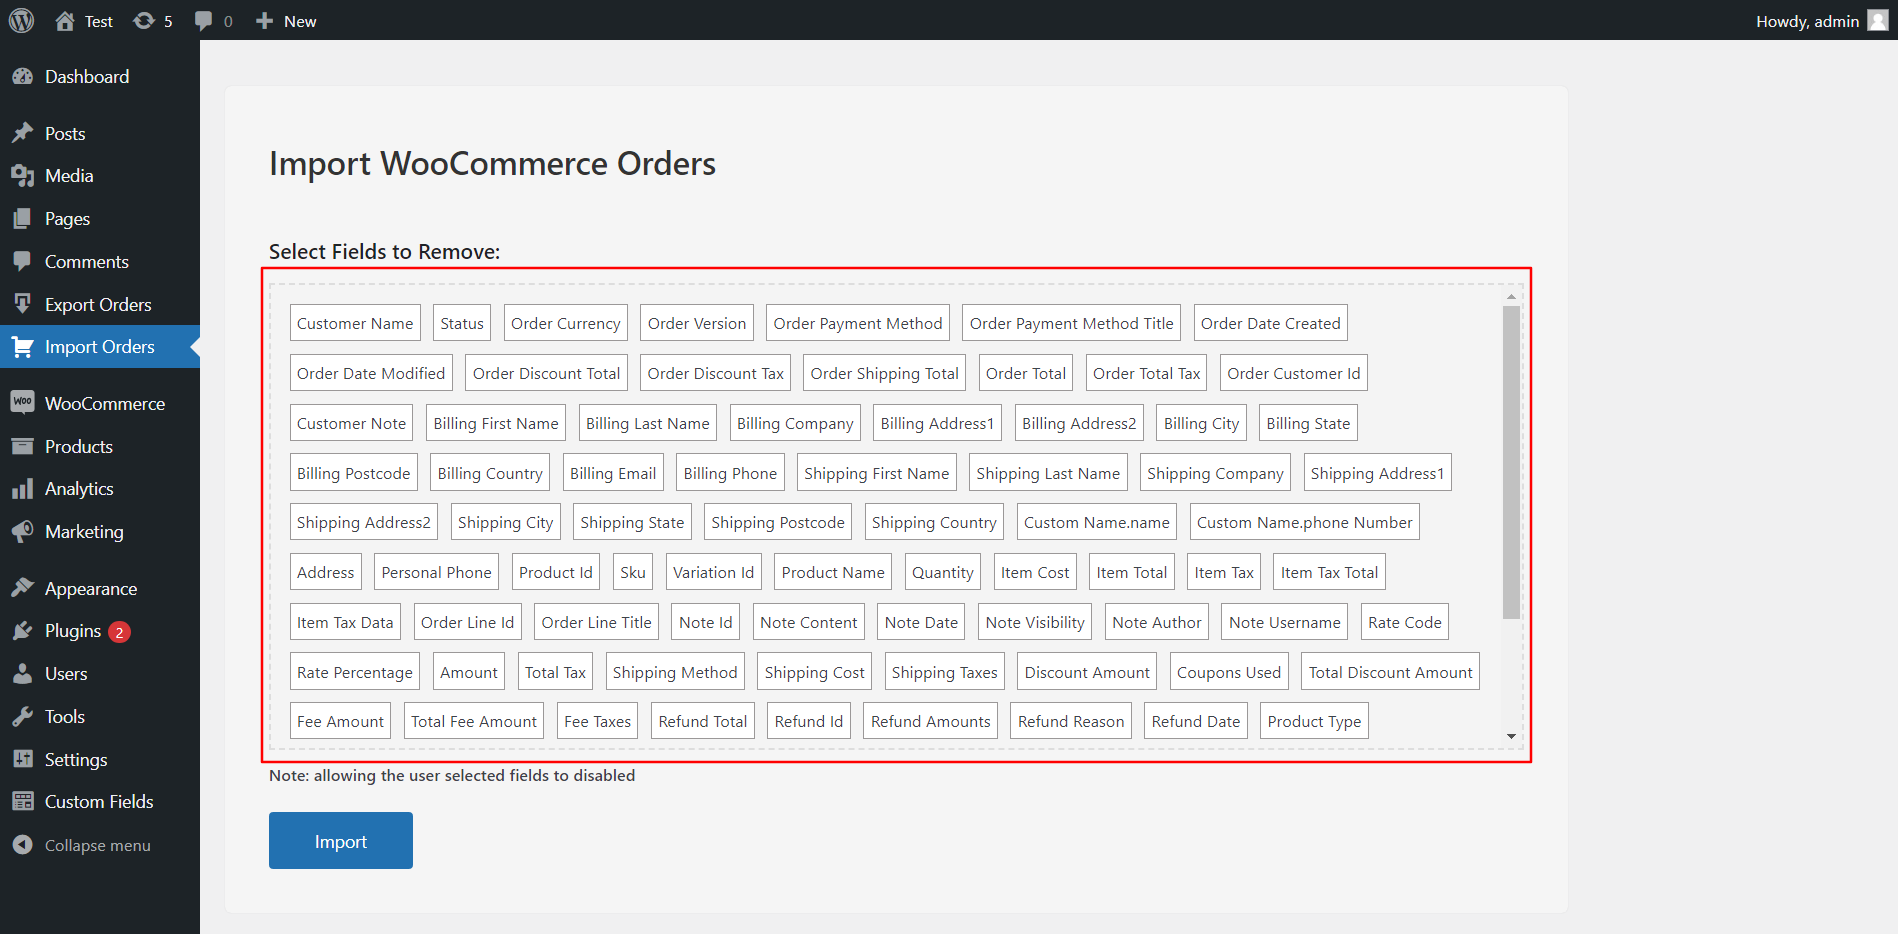 Test 5 0 New Howdy, admin
Dashboard
Posts
Media
Pages
Comments
Export Orders
Import Orders
Woo WooCommerce
Products
Analytics
Marketing
Appearance
Plugins 2
Users
Tools
Settings
Custom Fields
Collapse menu
Import WooCommerce Orders
Select Fields to Remove:
Customer Name Status Order Currency Order Version Order Payment Method Order Payment Method Title Order Date Created
Order Date Modified Order Discount Total Order Discount Tax Order Shipping Total Order Total Order Total Tax Order Customer Id
Customer Note Billing First Name Billing Last Name Billing Company Billing Address1 Billing Address2 Billing City Billing State
Billing Postcode Billing Country Billing Email Billing Phone Shipping First Name Shipping Last Name Shipping Company Shipping Address1
Shipping Address2 Shipping City Shipping State Shipping Postcode Shipping Country Custom Name.name Custom Name.phone Number
Address Personal Phone Product Id Sku Variation Id Product Name Quantity Item Cost Item Total Item Tax Item Tax Total
Item Tax Data Order Line Id Order Line Title Note Id Note Content Note Date Note Visibility Note Author Note Username Rate Code
Rate Percentage Amount Total Tax Shipping Method Shipping Cost Shipping Taxes Discount Amount Coupons Used Total Discount Amount
Fee Amount Total Fee Amount Fee Taxes Refund Total Refund Id Refund Amounts Refund Reason Refund Date Product Type
Note: allowing the user selected fields to disabled
Import